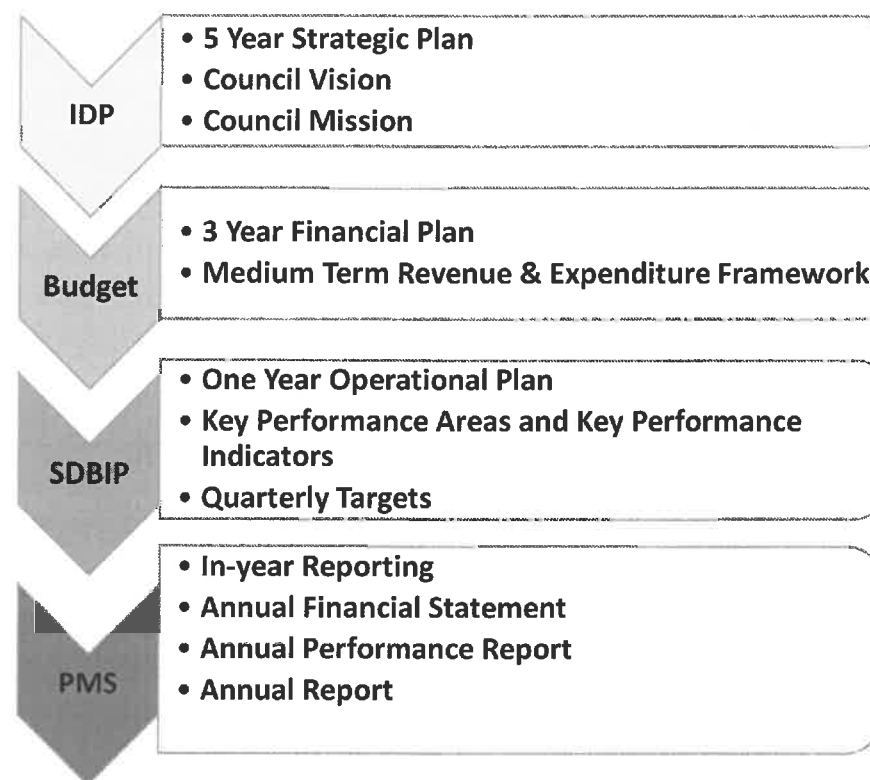 • 5 Year Strategic Plan
• Council Vision
• Council Mission
IDP
• 3 Year Financial Plan
• Medium Term Revenue & Expenditure Framework
Budget
• One Year Operational Plan
• Key Performance Areas and Key Performance
Indicators
• Quarterly Targets
SDBIP
• In-year Reporting
• Annual Financial Statement
• Annual Performance Report
• Annual Report
PMS